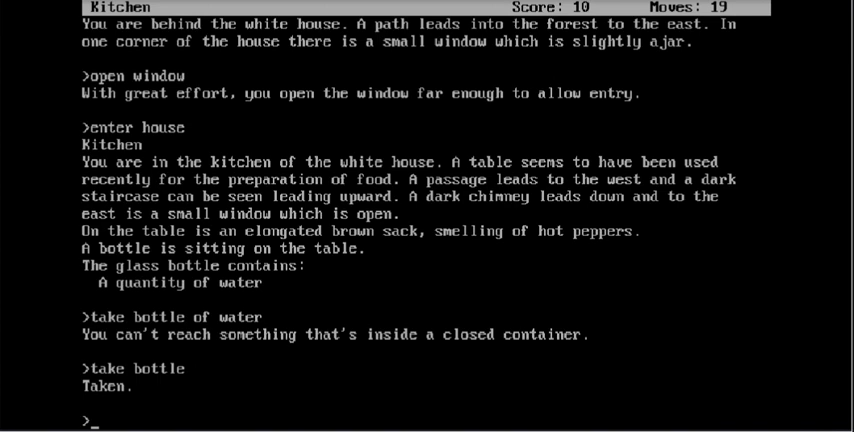 Kitchen Score: 10 Moves: 19
You are behind the white house. A path leads into the forest to the east. In
one corner of the house there is a small window which is slightly ajar.
>open window
With great effort, you open the window far enough to allow entry.
>enter house
Kitchen
You are in the kitchen of the white house. A table seems to have been used
recently for the preparation of food. A passage leads to the west and a dark
staircase can be seen leading upward. A dark chimney leads down and to the
east is a small window which is open.
On the table is an elongated brown sack, smelling of hot peppers.
A bottle is sitting on the table.
The glass bottle contains:
  A quantity of water
>take bottle of water
You can't reach something that's inside a closed container.
>take bottle
Taken.
>_